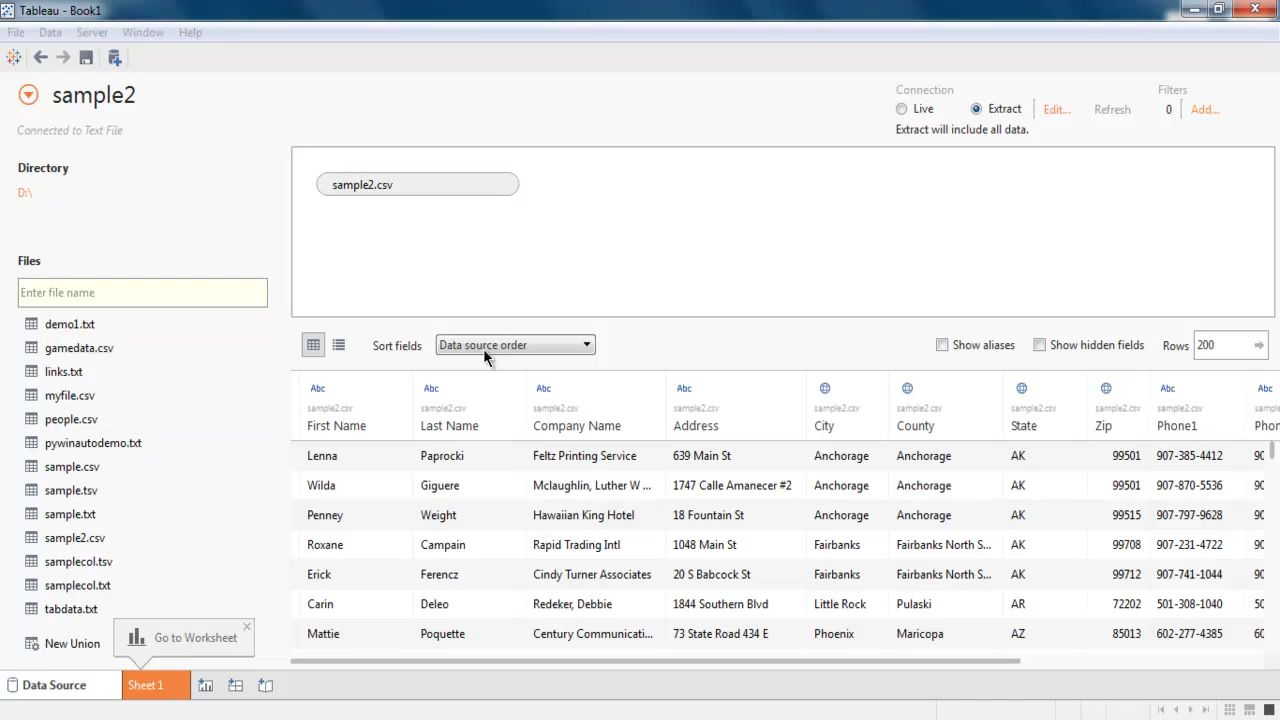 Tableau - Book1
File Data Server Window Help
sample2
Connected to Text File
Connection
Live Extract Edit... Refresh
Extract will include all data.
Filters
0 Add...
Directory
D:\
Files
Enter file name
demo1.txt
gamedata.csv
links.txt
myfile.csv
people.csv
pywinautodemo.txt
sample.csv
sample.tsv
sample.txt
sample2.csv
samplecol.tsv
samplecol.txt
tabdata.txt
New Union
Go to Worksheet
sample2.csv
Sort fields Data source order Show aliases Show hidden fields Rows 200
Abc Abc Abc Abc Abc Abc
sample2.csv sample2.csv sample2.csv sample2.csv sample2.csv sample2.csv sample2.csv sample2.csv sample2.csv sample2
First Name Last Name Company Name Address City County State Zip Phone1 Phon
Lenna Paprocki Feltz Printing Service 639 Main St Anchorage Anchorage AK 99501 907-385-4412 90
Wilda Giguere Mclaughlin, Luther W ... 1747 Calle Amanecer #2 Anchorage Anchorage AK 99501 907-870-5536 90
Penney Weight Hawaiian King Hotel 18 Fountain St Anchorage Anchorage AK 99515 907-797-9628 90
Roxane Campain Rapid Trading Intl 1048 Main St Fairbanks Fairbanks North S... AK 99708 907-231-4722 90
Erick Ferencz Cindy Turner Associates 20 S Babcock St Fairbanks Fairbanks North S... AK 99712 907-741-1044 90
Carin Deleo Redeker, Debbie 1844 Southern Blvd Little Rock Pulaski AR 72202 501-308-1040 50
Mattie Poquette Century Communicati... 73 State Road 434 E Phoenix Maricopa AZ 85013 602-277-4385 60
Data Source Sheet 1